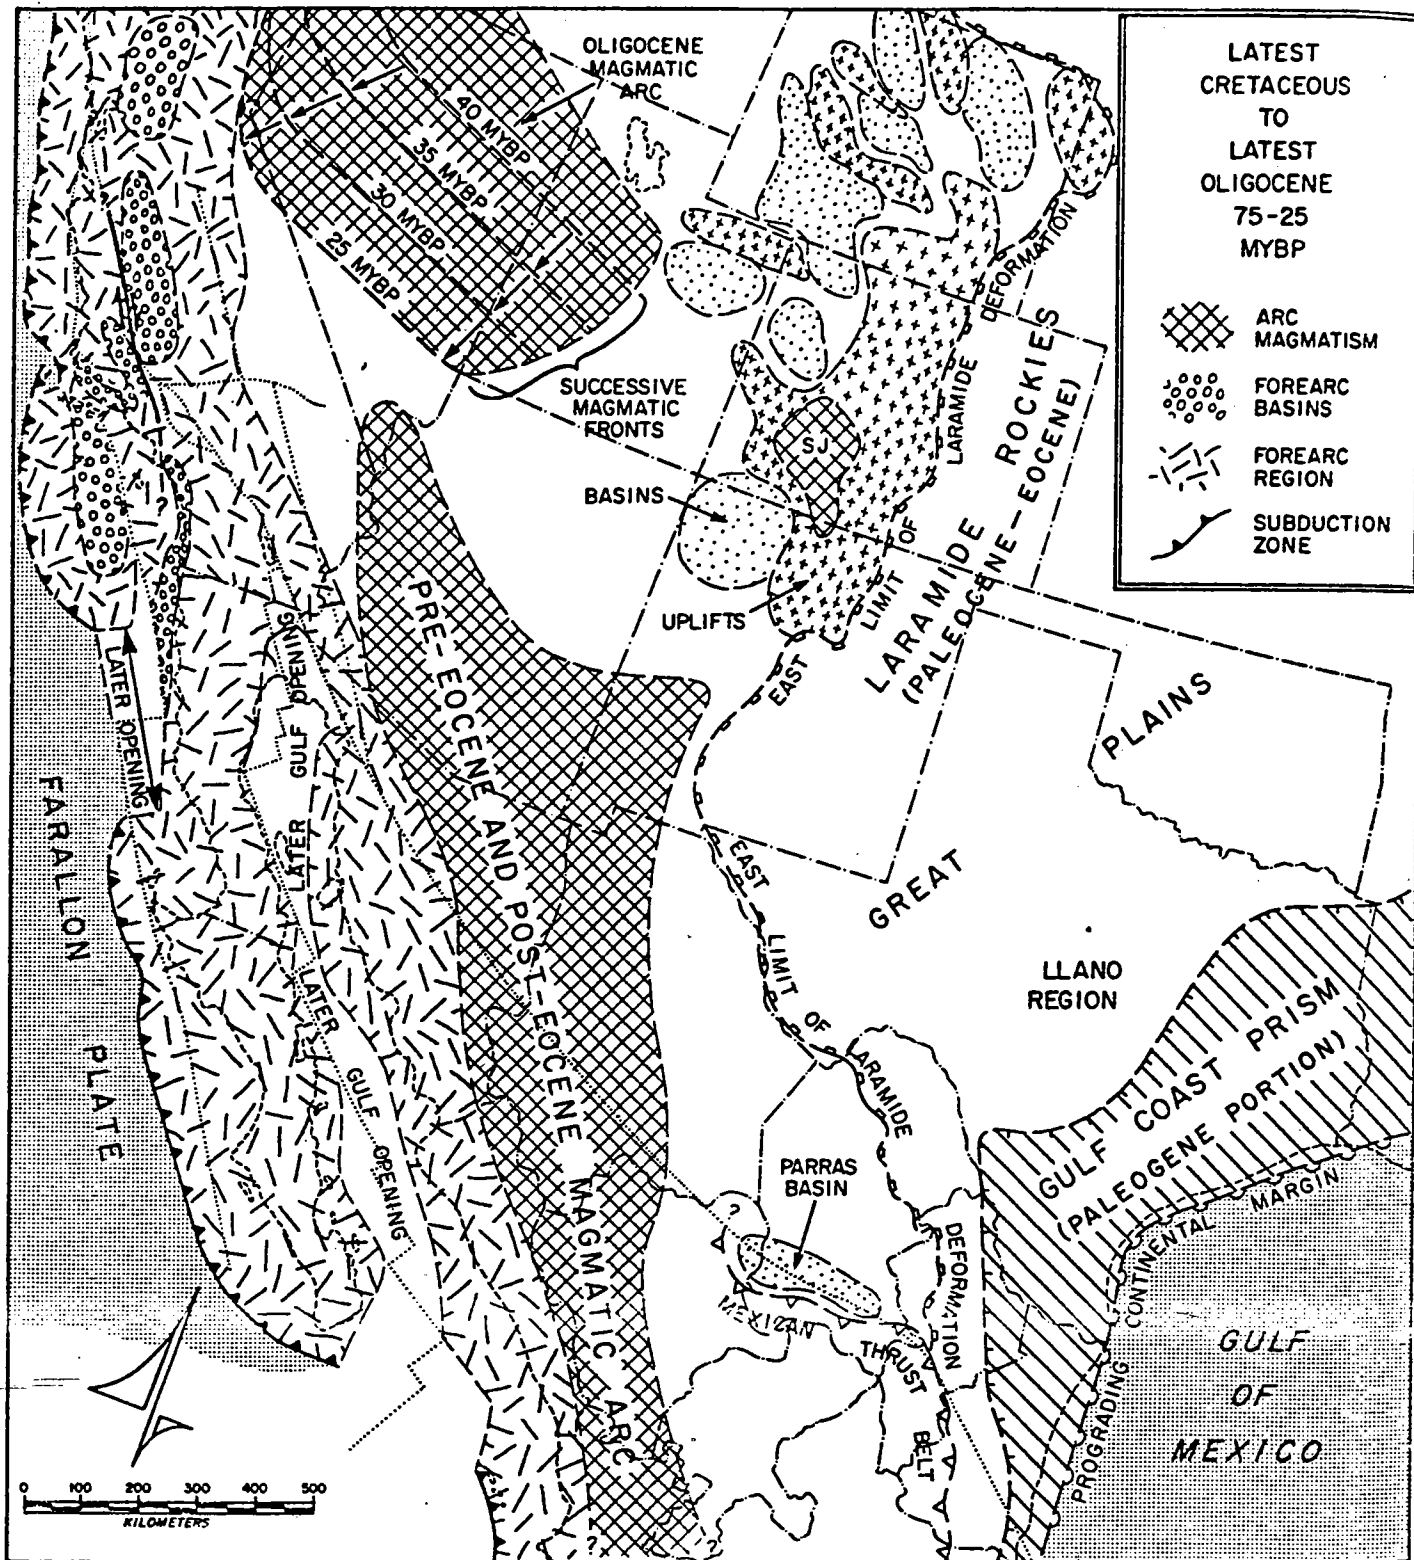 LATEST
CRETACEOUS
TO
LATEST
OLIGOCENE
75-25
MYBP
ARC
MAGMATISM
FOREARC
BASINS
FOREARC
REGION
SUBDUCTION
ZONE
OLIGOCENE
MAGMATIC
ARC
40 MYBP
35 MYBP
30 MYBP
25 MYBP
SUCCESSIVE
MAGMATIC
FRONTS
SJ
BASINS
UPLIFTS
EAST LIMIT OF LARAMIDE DEFORMATION
LARAMIDE ROCKIES
(PALEOCENE-EOCENE)
GREAT PLAINS
?
LATER OPENING
LATER GULF OPENING
LATER GULF OPENING
PRE-EOCENE AND POST-EOCENE MAGMATIC ARC
FARALLON PLATE
EAST LIMIT OF LARAMIDE DEFORMATION
LLANO
REGION
GULF COAST PRISM
(PALEOGENE PORTION)
PROGRADING CONTINENTAL MARGIN
PARRAS
BASIN
?
MEXICAN THRUST BELT
GULF
OF
MEXICO
?
?
0 100 200 300 400 500
KILOMETERS